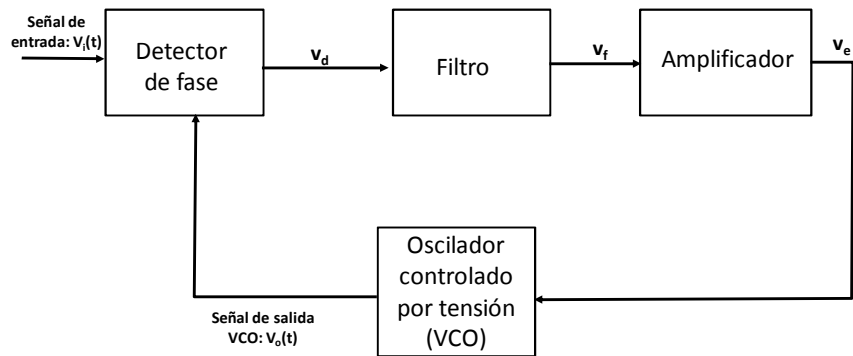 Señal de
entrada: Vi(t)
Detector
de fase
vd
Filtro
vf
Amplificador
ve
Oscilador
controlado
por tensión
(VCO)
Señal de salida
VCO: Vo(t)